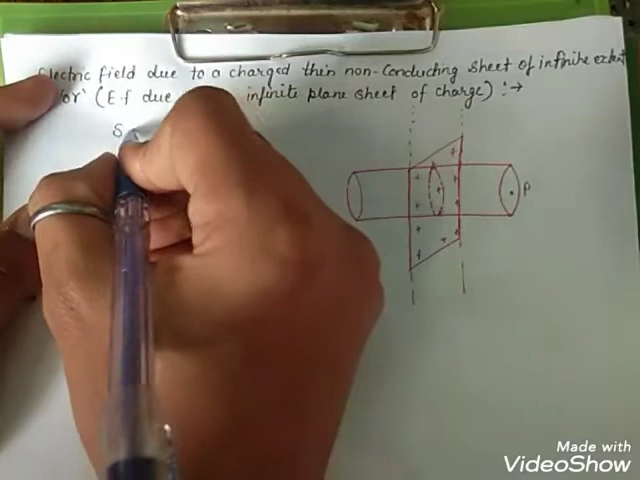 Electric field due to a charged thin non-Conducting sheet of infinite extent
'or' (E.f due infinite plane sheet of charge) :→
S
P
Made with
VideoShow